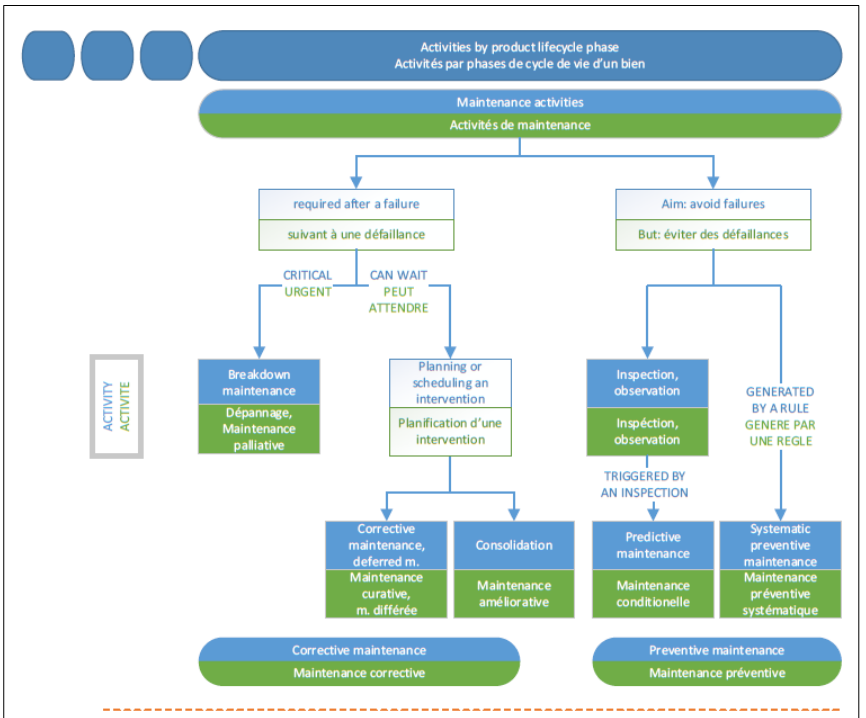 Activities by product lifecycle phase
Activités par phases de cycle de vie d'un bien
Maintenance activities
Activités de maintenance
required after a failure
suivant à une défaillance
Aim: avoid failures
But: éviter des défaillances
CRITICAL
URGENT
CAN WAIT
PEUT
ATTENDRE
ACTIVITY
ACTIVITE
Breakdown
maintenance
Dépannage,
Maintenance
palliative
Planning or
scheduling an
intervention
Planification d'une
intervention
Inspection,
observation
Inspéction,
observation
GENERATED
BY A RULE
GENERE PAR
UNE REGLE
TRIGGERED BY
AN INSPECTION
Corrective
maintenance,
deferred m.
Maintenance
curative,
m. différée
Consolidation
Maintenance
améliorative
Predictive
maintenance
Maintenance
conditionelle
Systematic
preventive
maintenance
Maintenance
préventive
systématique
Corrective maintenance
Maintenance corrective
Preventive maintenance
Maintenance préventive